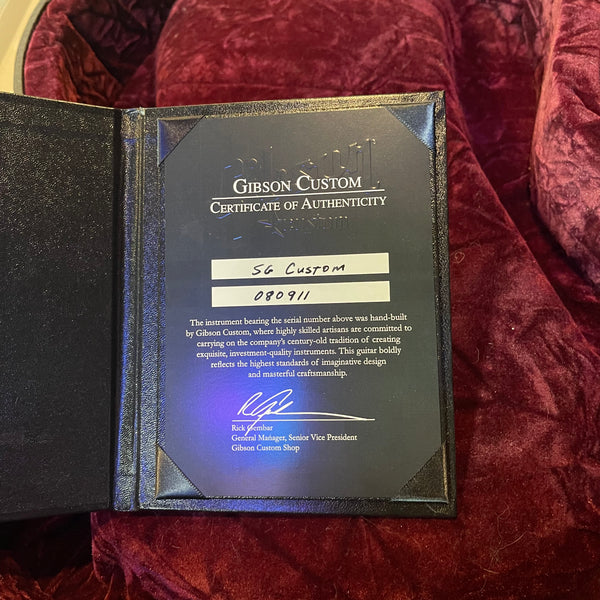 GIBSON CUSTOM
CERTIFICATE OF AUTHENTICITY
SG CUSTOM
080911
The instrument bearing the serial number above was hand-built
by Gibson Custom, where highly skilled artisans are committed to
carrying on the company's century-old tradition of creating
exquisite, investment-quality instruments. This guitar boldly
reflects the highest standards of imaginative design
and masterful craftsmanship.
Rick Gembar
General Manager, Senior Vice President
Gibson Custom Shop